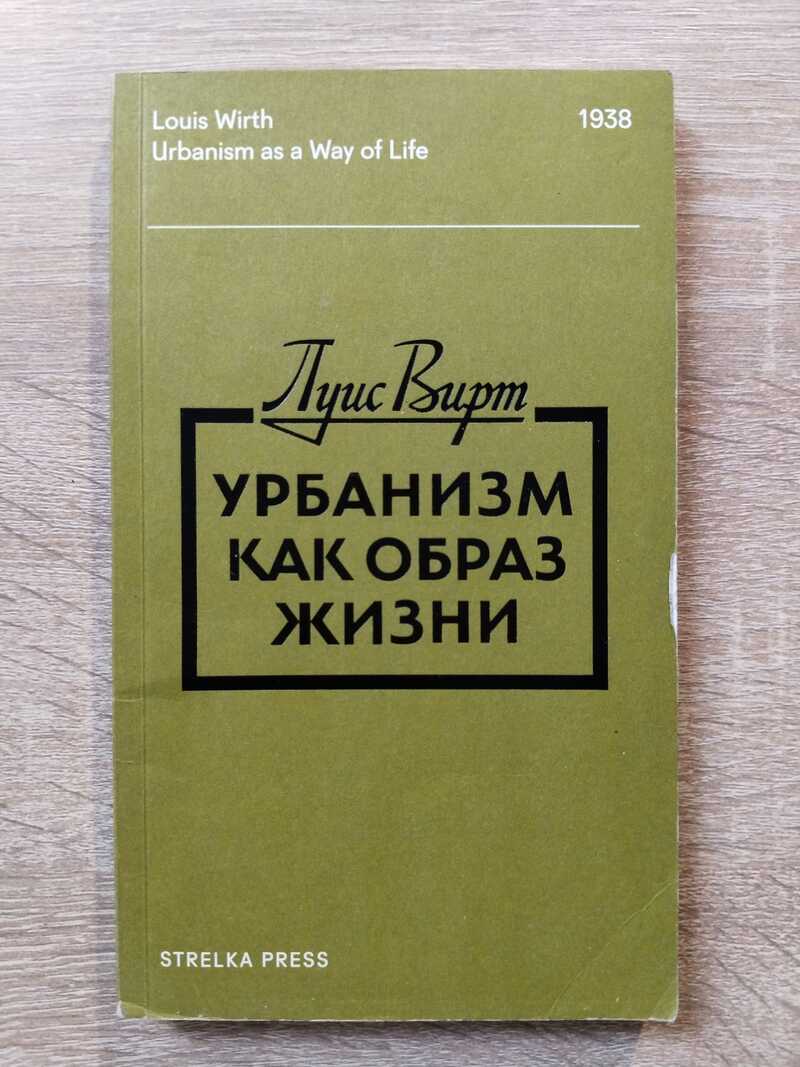 Louis Wirth 1938
Urbanism as a Way of Life
Луис Вирт
УРБАНИЗМ
КАК ОБРАЗ
ЖИЗНИ
STRELKA PRESS